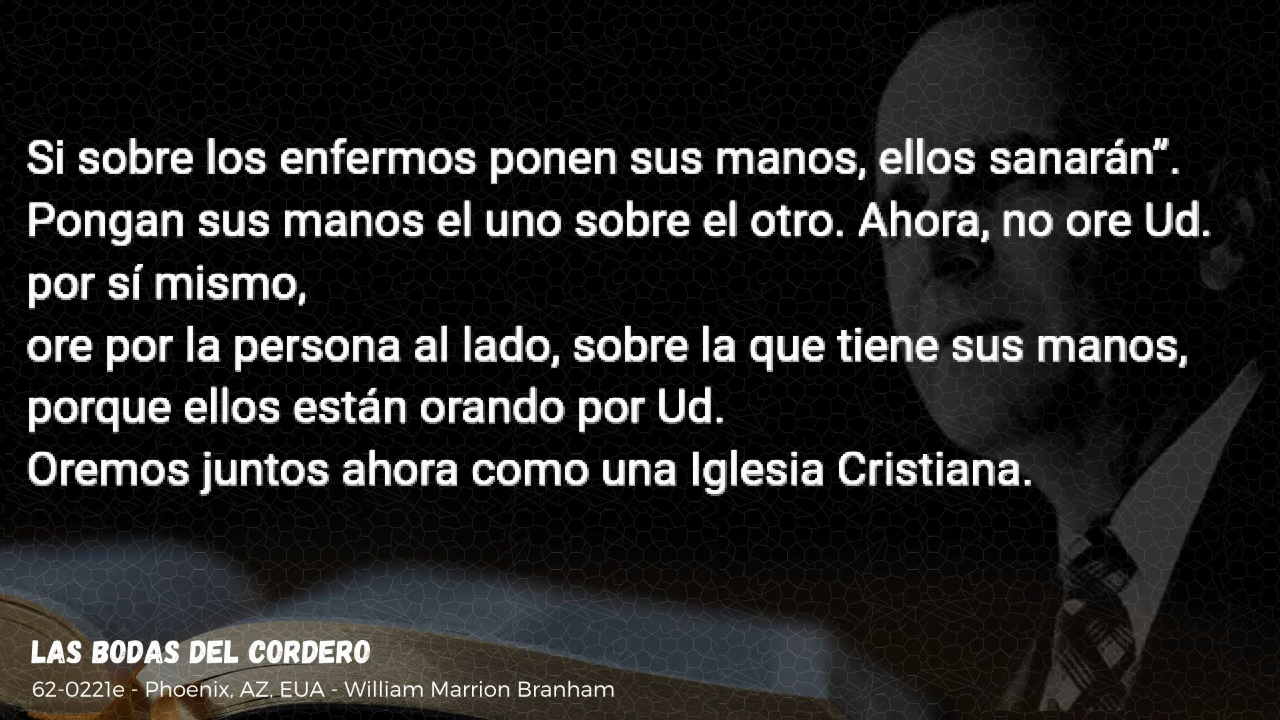 Si sobre los enfermos ponen sus manos, ellos sanarán”.
Pongan sus manos el uno sobre el otro. Ahora, no ore Ud.
por sí mismo,
ore por la persona al lado, sobre la que tiene sus manos,
porque ellos están orando por Ud.
Oremos juntos ahora como una Iglesia Cristiana.
LAS BODAS DEL CORDERO
62-0221e - Phoenix, AZ, EUA - William Marrion Branham